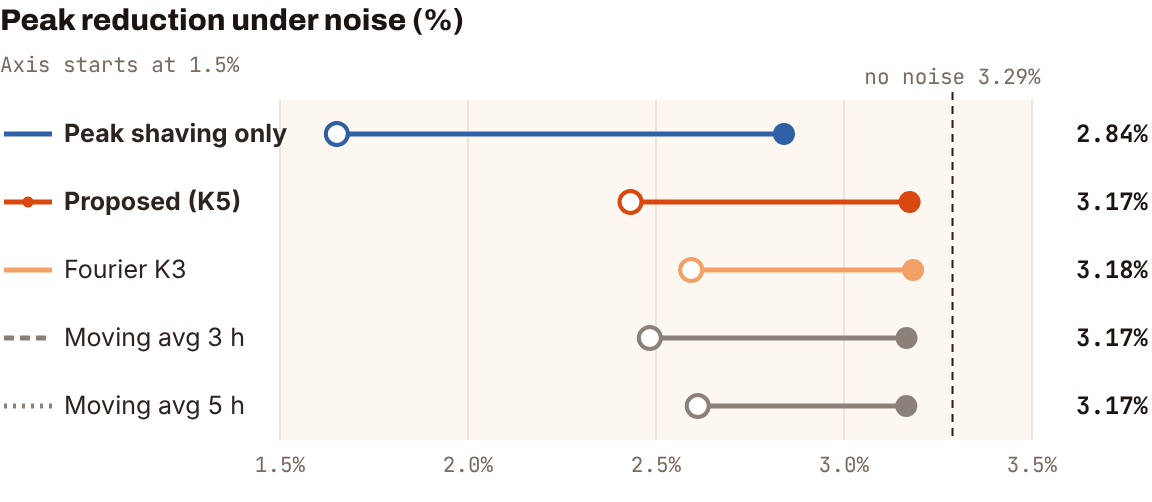 Peak reduction under noise (%)
Axis starts at 1.5%
no noise 3.29%
Peak shaving only 2.84%
Proposed (K5) 3.17%
Fourier K3 3.18%
Moving avg 3 h 3.17%
Moving avg 5 h 3.17%
1.5% 2.0% 2.5% 3.0% 3.5%